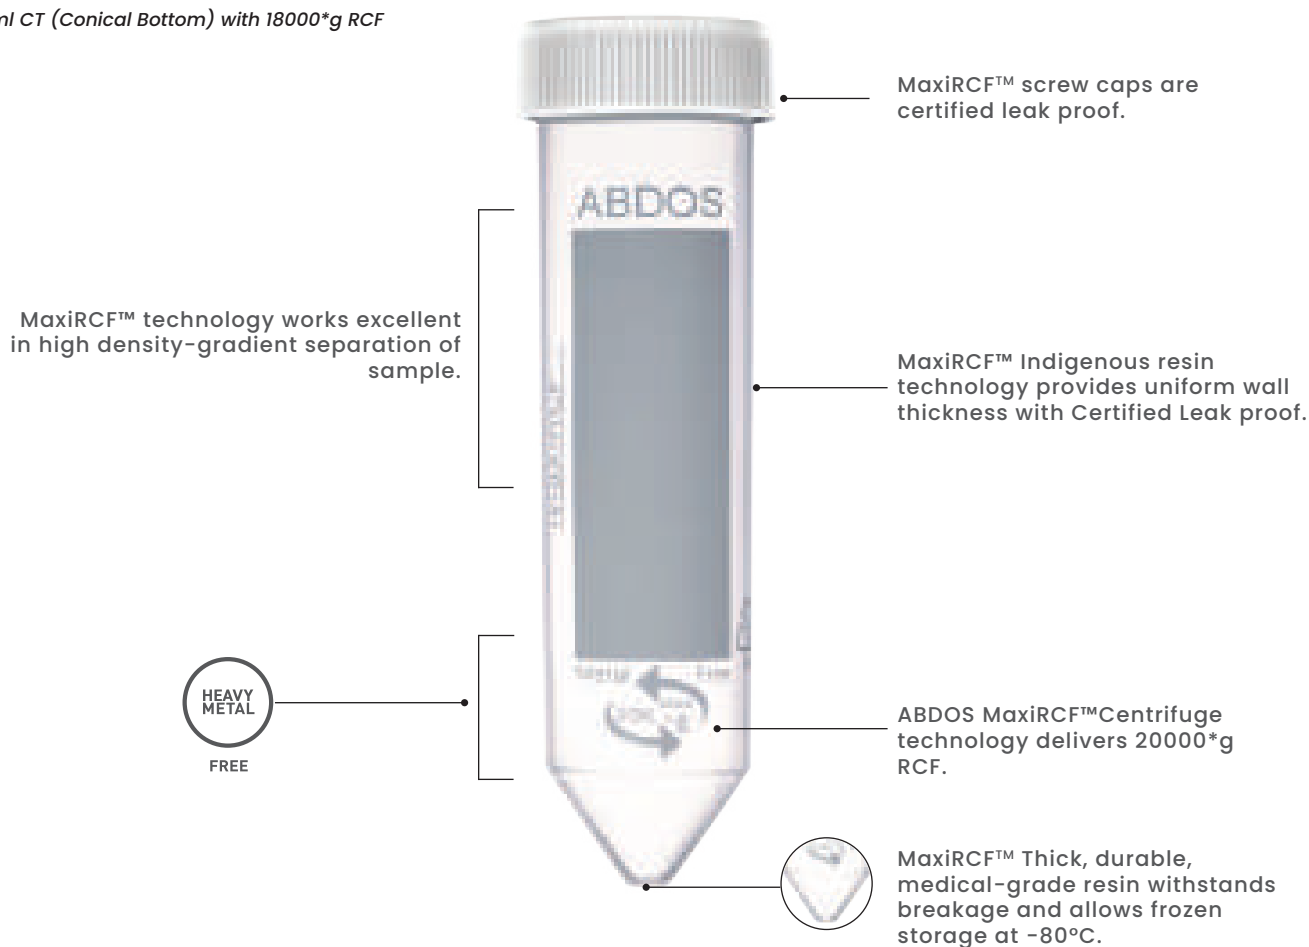 ml CT (Conical Bottom) with 18000*g RCF
MaxiRCF™ screw caps are
certified leak proof.
ABDOS
MaxiRCF™ technology works excellent
in high density-gradient separation of
sample.
MaxiRCF™ Indigenous resin
technology provides uniform wall
thickness with Certified Leak proof.
HEAVY
METAL
FREE
ABDOS MaxiRCF™Centrifuge
technology delivers 20000*g
RCF.
MaxiRCF™ Thick, durable,
medical-grade resin withstands
breakage and allows frozen
storage at -80°C.